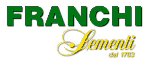 FRANCHI
Sementi
dal 1783